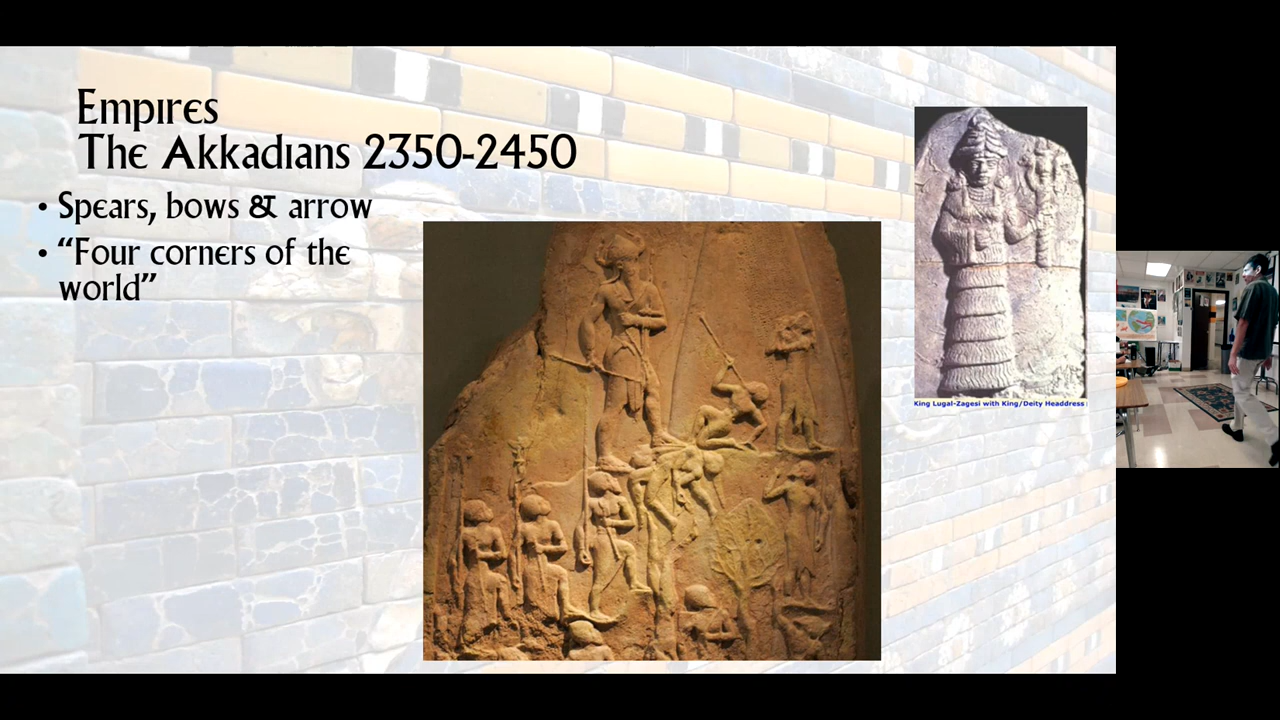 Empires
The Akkadians 2350-2450
• Spears, bows & arrow
• “Four corners of the
world”
King Lugal-Zagesi with King/Deity Headdress